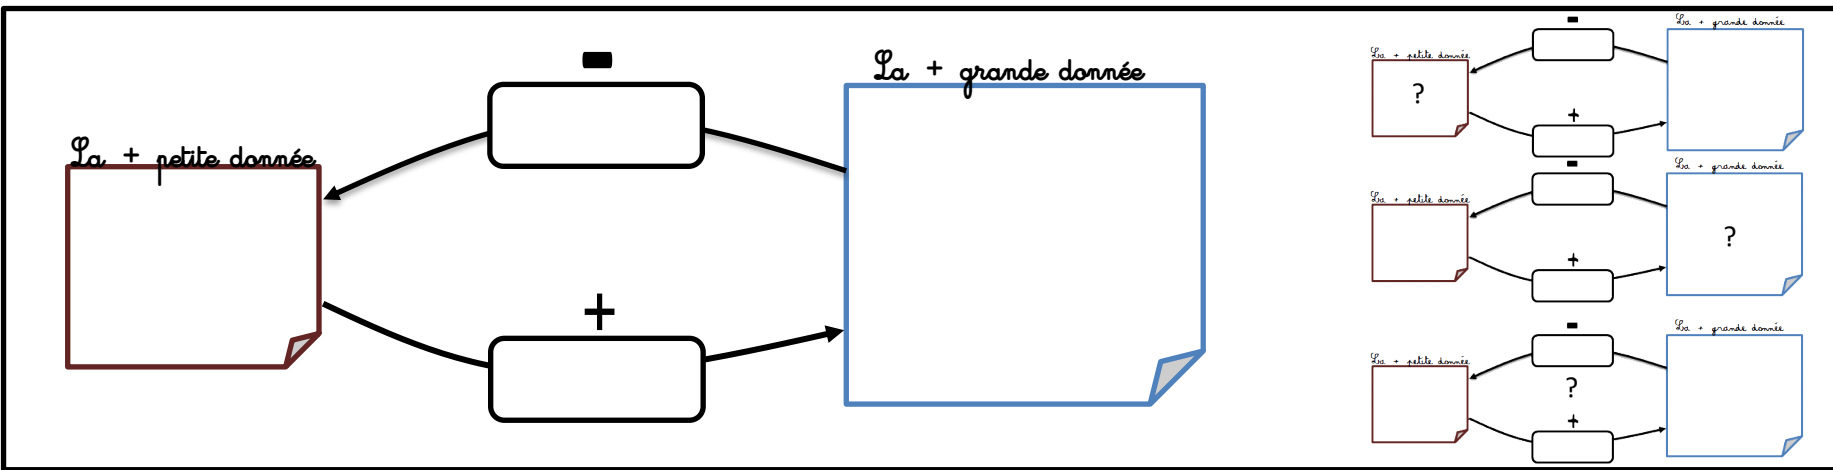 -
La + grande donnée
La + petite donnée
+
-
La + grande donnée
La + petite donnée
?
+
-
La + grande donnée
La + petite donnée
?
+
-
La + grande donnée
La + petite donnée
?
+